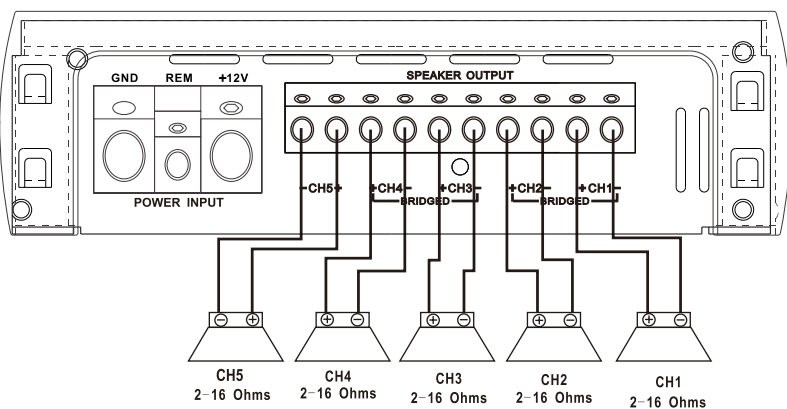 SPEAKER OUTPUT
GND REM +12V
-CH5+ +CH4- +CH3- +CH2- +CH1-
BRIDGED BRIDGED
POWER INPUT
- + + - + - + - + -
CH5 CH4 CH3 CH2 CH1
2-16 Ohms 2-16 Ohms 2-16 Ohms 2-16 Ohms 2-16 Ohms